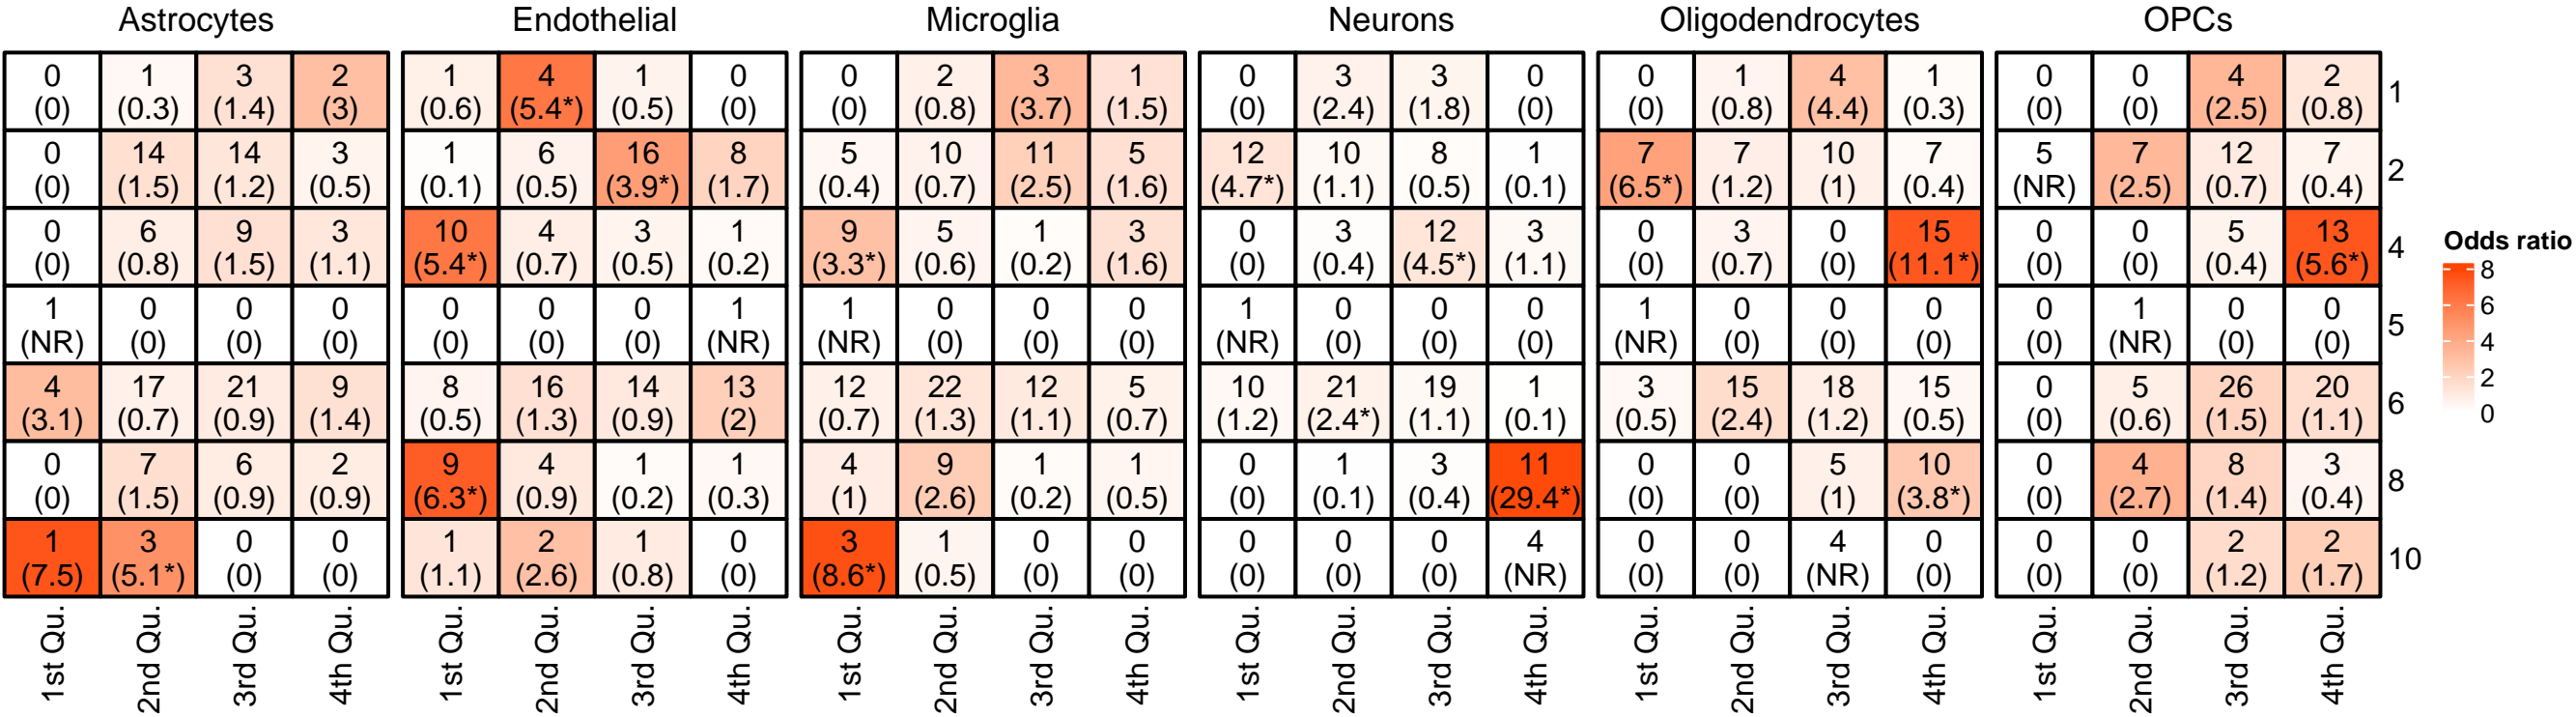 Astrocytes Endothelial Microglia Neurons Oligodendrocytes OPCs
0 1 3 2 1 4 1 0 0 2 3 1 0 3 3 0 0 1 4 1 0 0 4 2
(0) (0.3) (1.4) (3) (0.6) (5.4*) (0.5) (0) (0) (0.8) (3.7) (1.5) (0) (2.4) (1.8) (0) (0) (0.8) (4.4) (0.3) (0) (0) (2.5) (0.8)
1
0 14 14 3 1 6 16 8 5 10 11 5 12 10 8 1 7 7 10 7 5 7 12 7
(0) (1.5) (1.2) (0.5) (0.1) (0.5) (3.9*) (1.7) (0.4) (0.7) (2.5) (1.6) (4.7*) (1.1) (0.5) (0.1) (6.5*) (1.2) (1) (0.4) (NR) (2.5) (0.7) (0.4)
2
0 6 9 3 10 4 3 1 9 5 1 3 0 3 12 3 0 3 0 15 0 0 5 13
(0) (0.8) (1.5) (1.1) (5.4*) (0.7) (0.5) (0.2) (3.3*) (0.6) (0.2) (1.6) (0) (0.4) (4.5*) (1.1) (0) (0.7) (0) (11.1*) (0) (0) (0.4) (5.6*)
4
1 0 0 0 0 0 0 1 1 0 0 0 1 0 0 0 1 0 0 0 0 1 0 0
(NR) (0) (0) (0) (0) (0) (0) (NR) (NR) (0) (0) (0) (NR) (0) (0) (0) (NR) (0) (0) (0) (0) (NR) (0) (0)
5
4 17 21 9 8 16 14 13 12 22 12 5 10 21 19 1 3 15 18 15 0 5 26 20
(3.1) (0.7) (0.9) (1.4) (0.5) (1.3) (0.9) (2) (0.7) (1.3) (1.1) (0.7) (1.2) (2.4*) (1.1) (0.1) (0.5) (2.4) (1.2) (0.5) (0) (0.6) (1.5) (1.1)
6
0 7 6 2 9 4 1 1 4 9 1 1 0 1 3 11 0 0 5 10 0 4 8 3
(0) (1.5) (0.9) (0.9) (6.3*) (0.9) (0.2) (0.3) (1) (2.6) (0.2) (0.5) (0) (0.1) (0.4) (29.4*) (0) (0) (1) (3.8*) (0) (2.7) (1.4) (0.4)
8
1 3 0 0 1 2 1 0 3 1 0 0 0 0 0 4 0 0 4 0 0 0 2 2
(7.5) (5.1*) (0) (0) (1.1) (2.6) (0.8) (0) (8.6*) (0.5) (0) (0) (0) (0) (0) (NR) (0) (0) (NR) (0) (0) (0) (1.2) (1.7)
10
1st Qu. 2nd Qu. 3rd Qu. 4th Qu. 1st Qu. 2nd Qu. 3rd Qu. 4th Qu. 1st Qu. 2nd Qu. 3rd Qu. 4th Qu. 1st Qu. 2nd Qu. 3rd Qu. 4th Qu. 1st Qu. 2nd Qu. 3rd Qu. 4th Qu. 1st Qu. 2nd Qu. 3rd Qu. 4th Qu.
Odds ratio
8
6
4
2
0